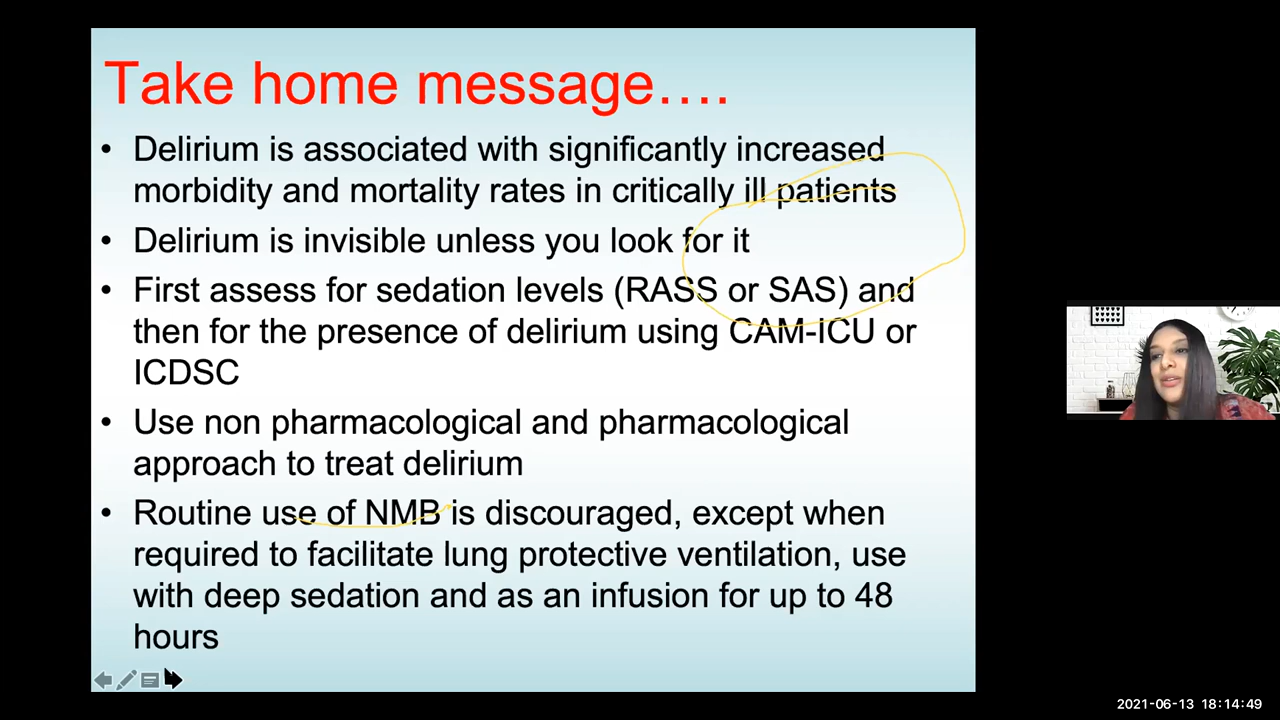 Take home message….
• Delirium is associated with significantly increased
morbidity and mortality rates in critically ill patients
• Delirium is invisible unless you look for it
• First assess for sedation levels (RASS or SAS) and
then for the presence of delirium using CAM-ICU or
ICDSC
• Use non pharmacological and pharmacological
approach to treat delirium
• Routine use of NMB is discouraged, except when
required to facilitate lung protective ventilation, use
with deep sedation and as an infusion for up to 48
hours
2021-06-13 18:14:49